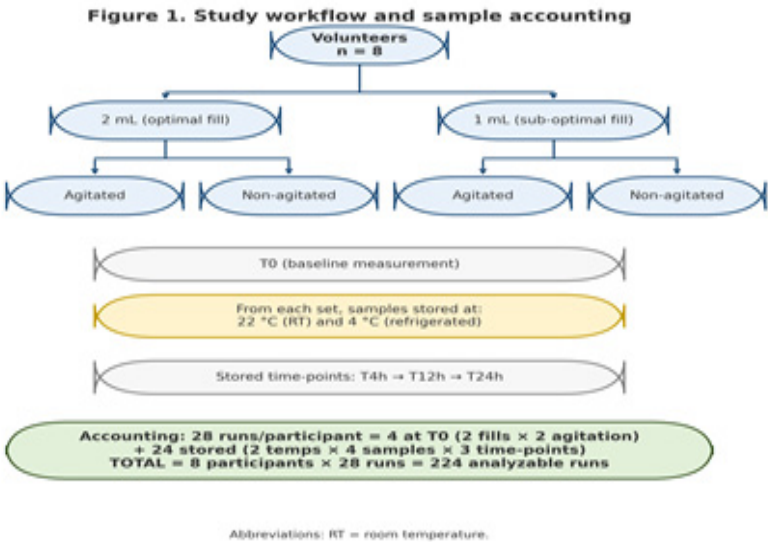 Figure 1. Study workflow and sample accounting
Volunteers
n = 8
2 mL (optimal fill)
1 mL (sub-optimal fill)
Agitated
Non-agitated
Agitated
Non-agitated
T0 (baseline measurement)
From each set, samples stored at:
22 °C (RT) and 4 °C (refrigerated)
Stored time-points: T4h → T12h → T24h
Accounting: 28 runs/participant = 4 at T0 (2 fills × 2 agitation)
+ 24 stored (2 temps × 4 samples × 3 time-points)
TOTAL = 8 participants × 28 runs = 224 analyzable runs
Abbreviations: RT = room temperature.